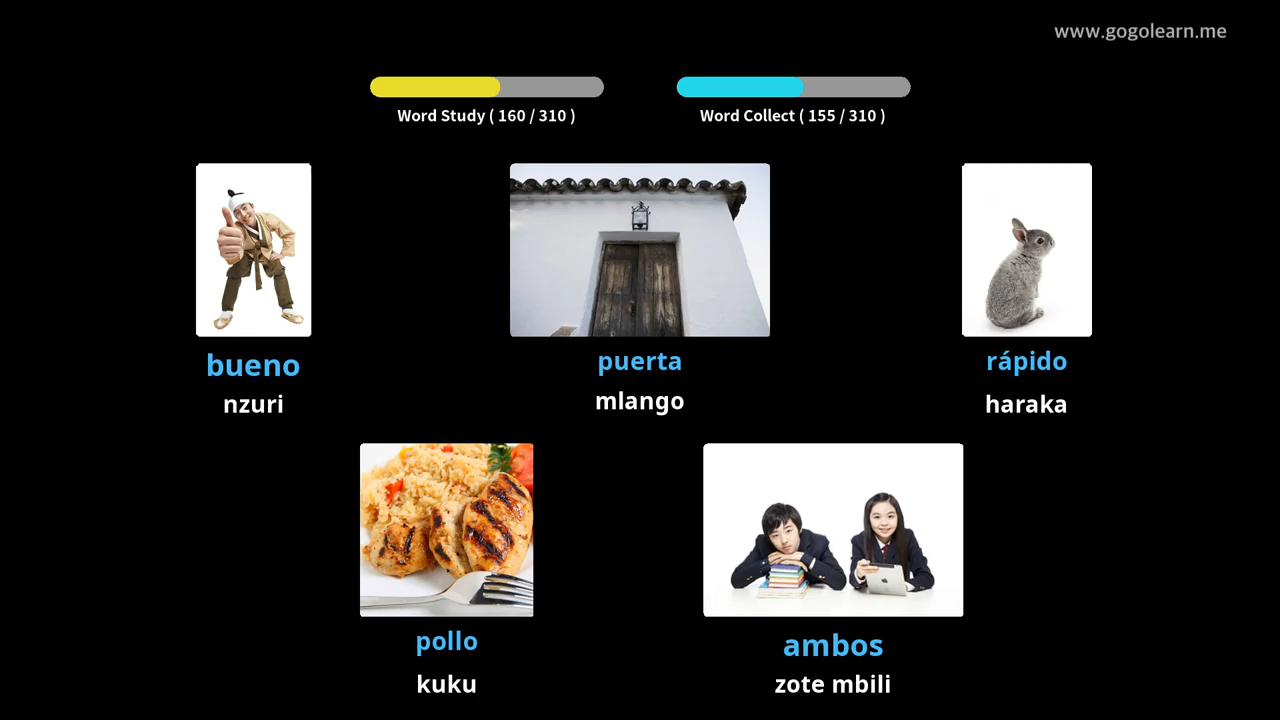 www.gogolearn.me
Word Study ( 160 / 310 )
Word Collect ( 155 / 310 )
bueno
nzuri
puerta
mlango
rápido
haraka
pollo
kuku
ambos
zote mbili